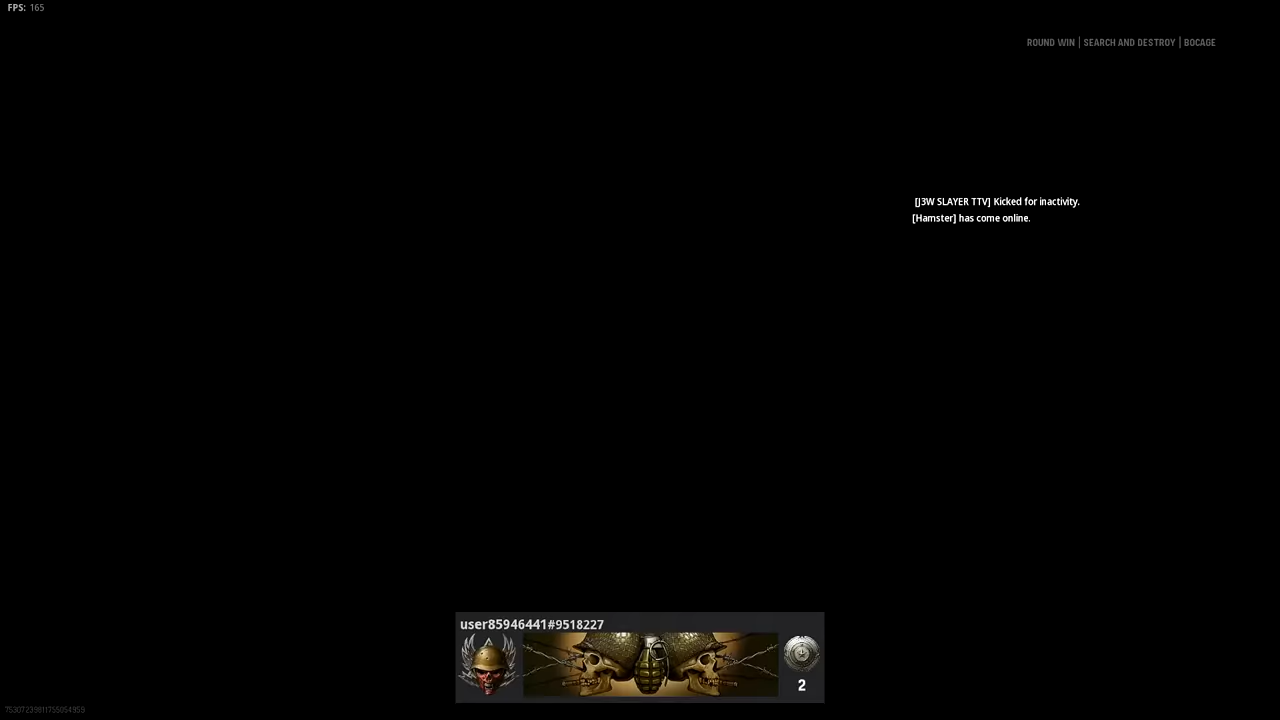 FPS: 165
ROUND WIN | SEARCH AND DESTROY | BOCAGE
[J3W SLAYER TTV] Kicked for inactivity.
[Hamster] has come online.
user85946441#9518227
2